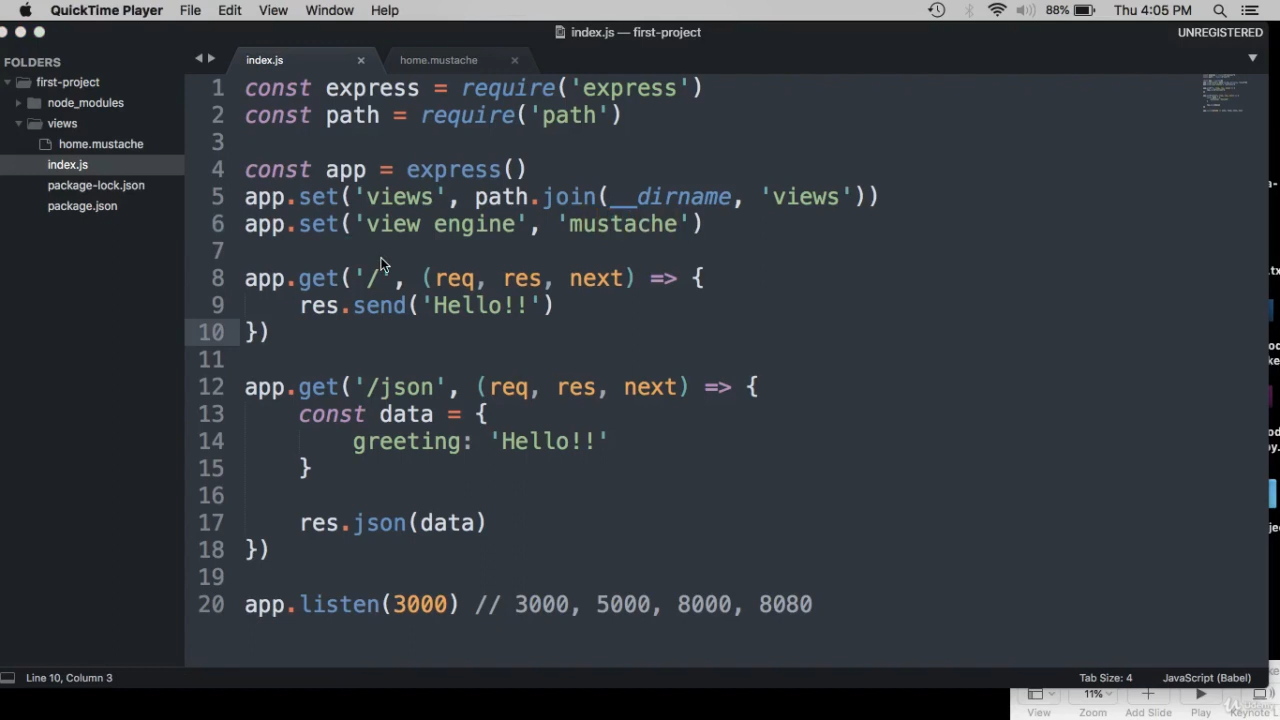 QuickTime Player File Edit View Window Help 88% Thu 4:05 PM
index.js — first-project UNREGISTERED
FOLDERS
first-project
node_modules
views
home.mustache
index.js
package-lock.json
package.json
index.js × home.mustache ×
1 const express = require('express')
2 const path = require('path')
3
4 const app = express()
5 app.set('views', path.join(__dirname, 'views'))
6 app.set('view engine', 'mustache')
7
8 app.get('/', (req, res, next) => {
9 res.send('Hello!!')
10 })
11
12 app.get('/json', (req, res, next) => {
13 const data = {
14 greeting: 'Hello!!'
15 }
16
17 res.json(data)
18 })
19
20 app.listen(3000) // 3000, 5000, 8000, 8080
Line 10, Column 3 Tab Size: 4 JavaScript (Babel)
11%
View Zoom Add Slide Play Keynote L